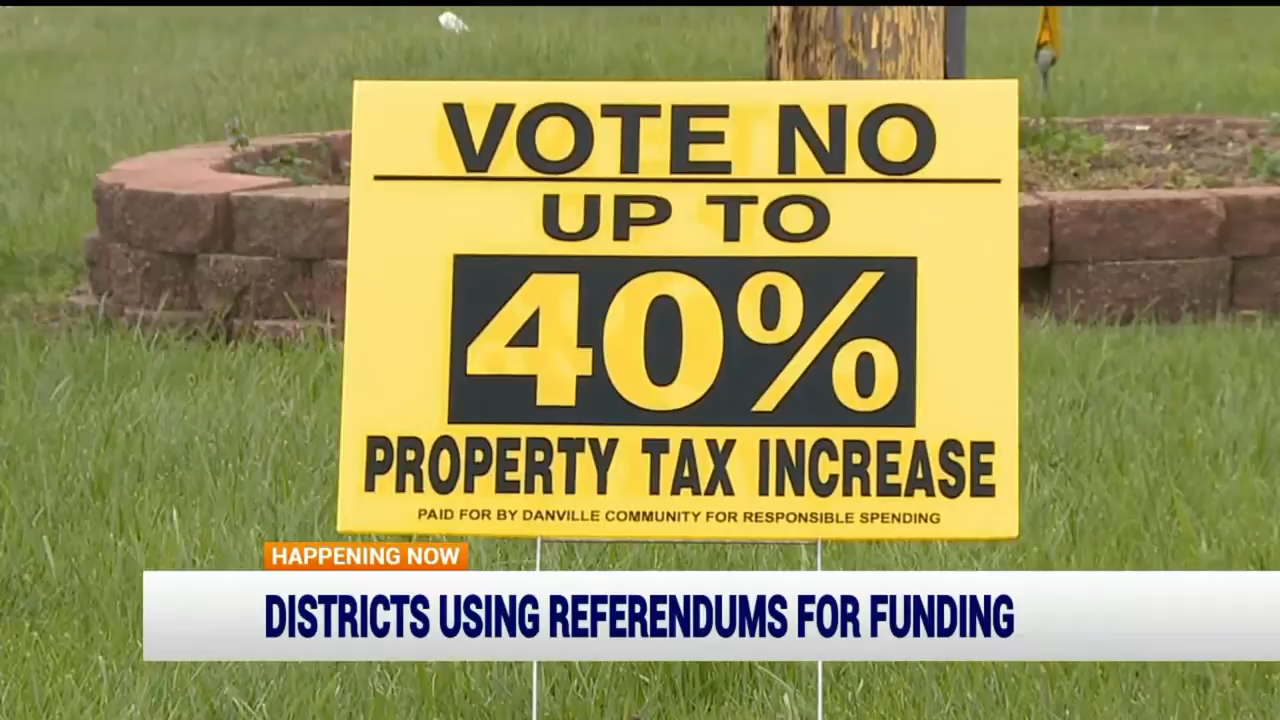 VOTE NO
UP TO
40%
PROPERTY TAX INCREASE
PAID FOR BY DANVILLE COMMUNITY FOR RESPONSIBLE SPENDING
HAPPENING NOW
DISTRICTS USING REFERENDUMS FOR FUNDING